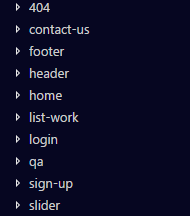 404
contact-us
footer
header
home
list-work
login
qa
sign-up
slider